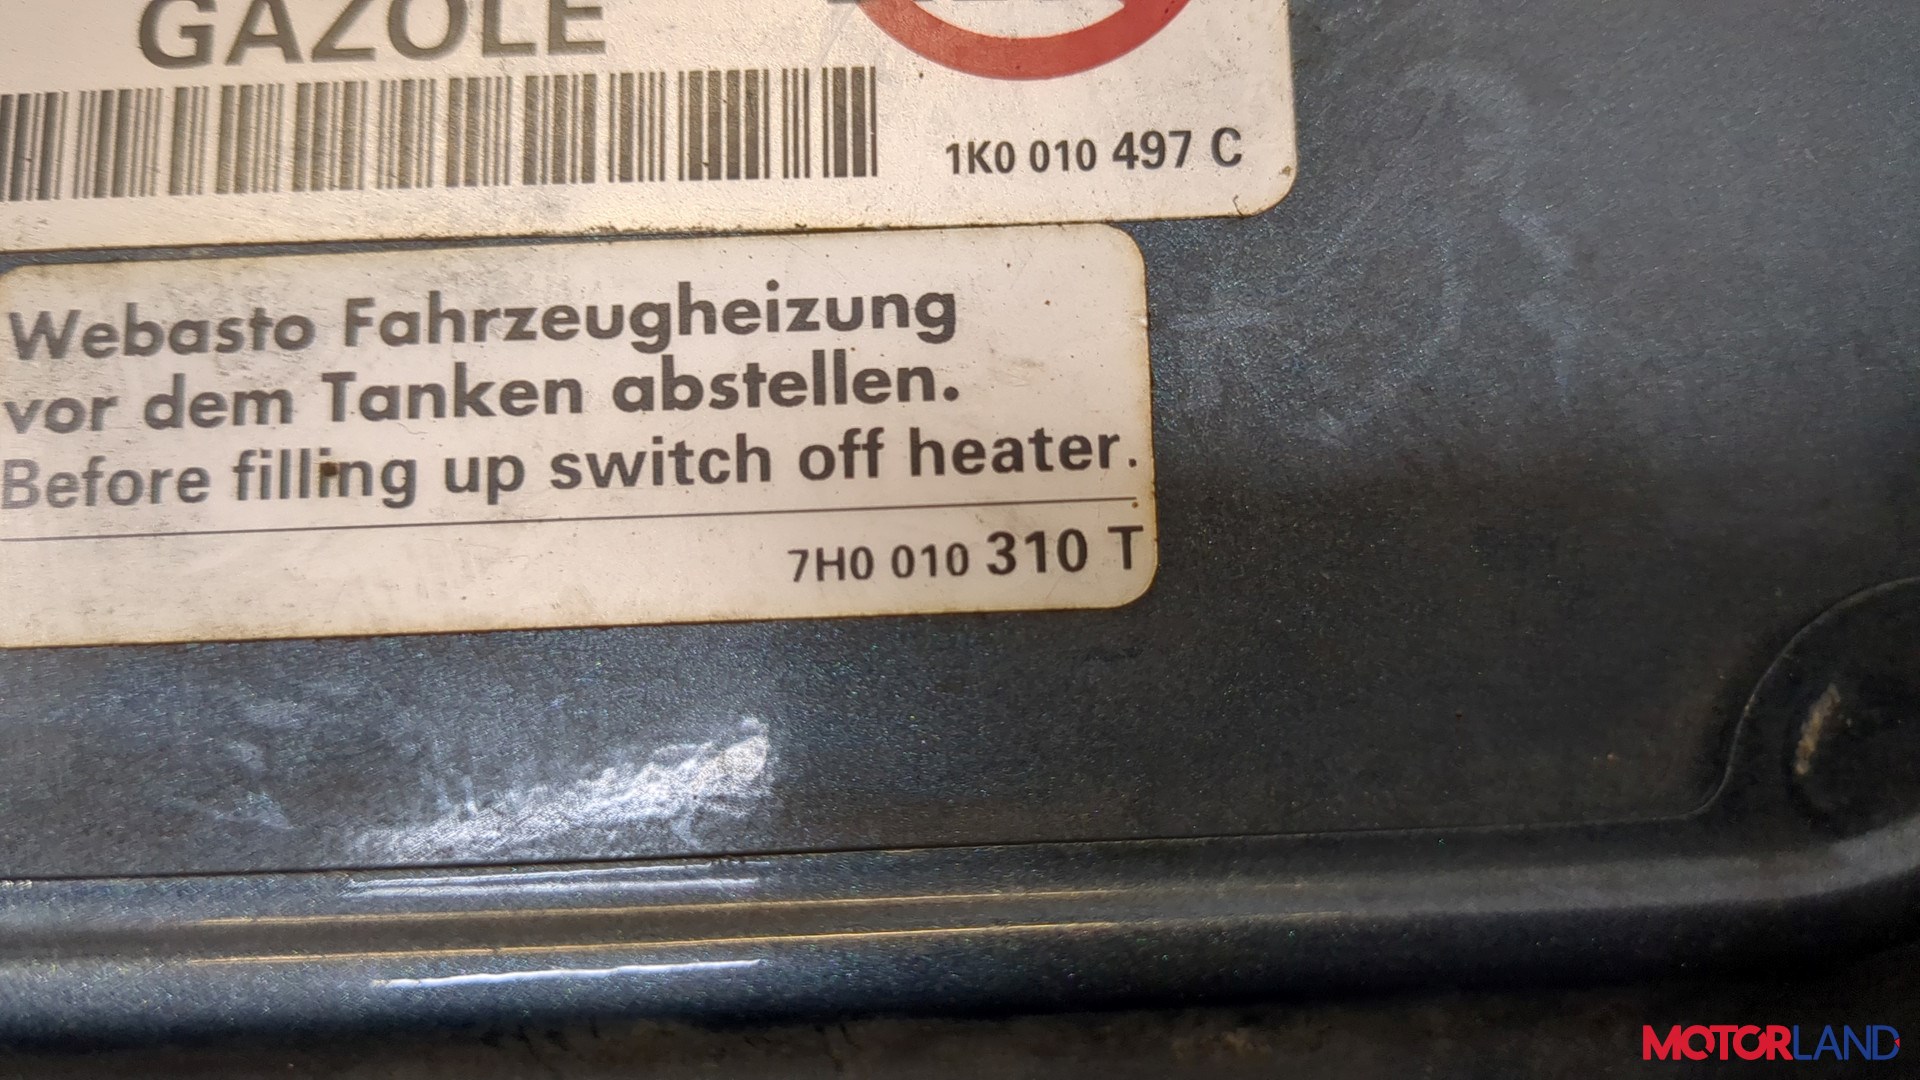 GAZOLE
1K0 010 497 C
Webasto Fahrzeugheizung
vor dem Tanken abstellen.
Before filling up switch off heater.
7H0 010 310 T
MOTORLAND